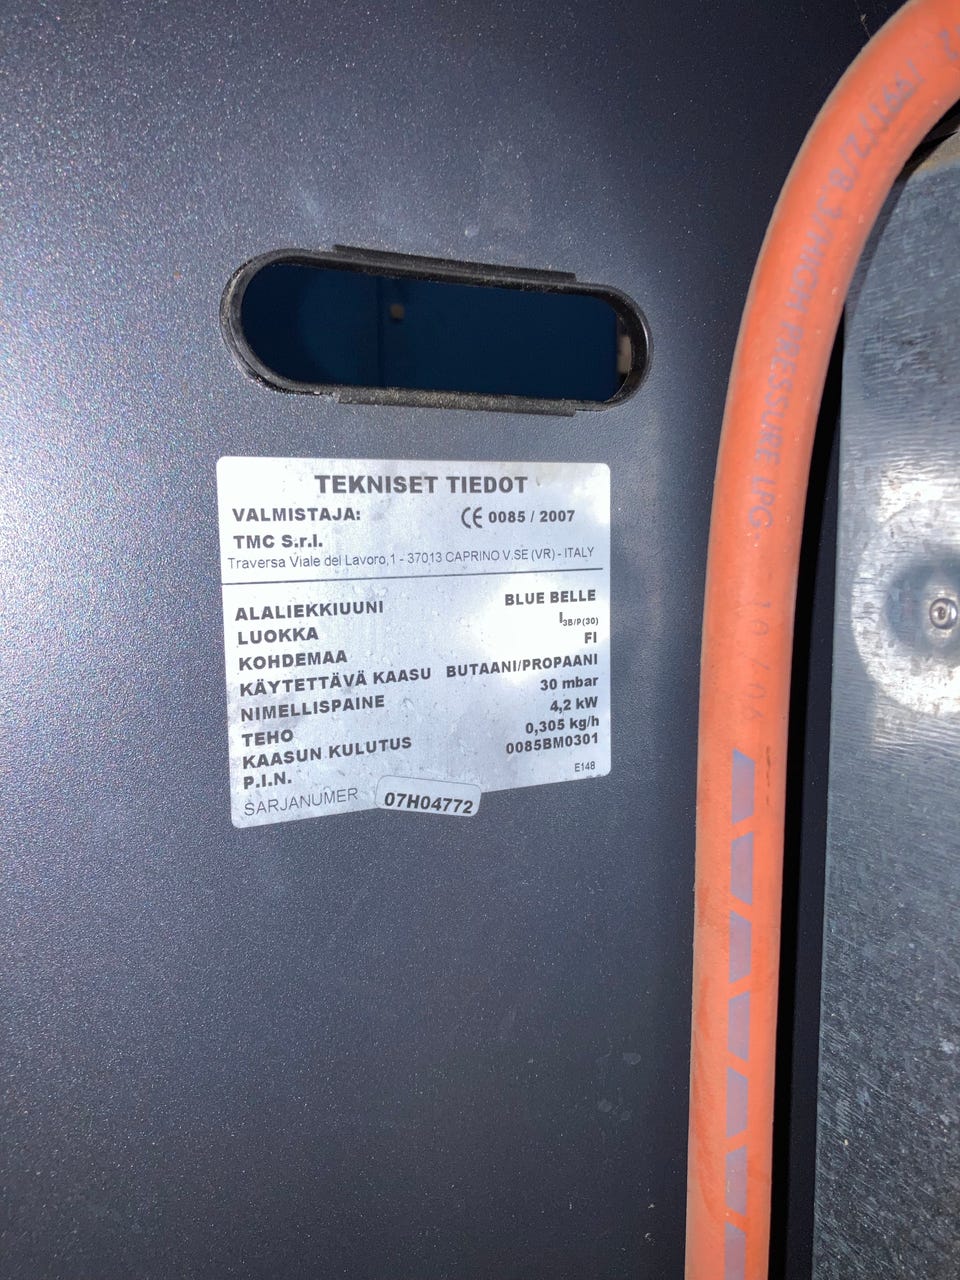 TEKNISET TIEDOT
VALMISTAJA: CE 0085 / 2007
TMC S.r.l.
Traversa Viale del Lavoro,1 - 37013 CAPRINO V.SE (VR) - ITALY
ALALIEKKIUUNI BLUE BELLE
LUOKKA I3B/P(30)
KOHDEMAA FI
KÄYTETTÄVÄ KAASU BUTAANI/PROPAANI
NIMELLISPAINE 30 mbar
TEHO 4,2 kW
KAASUN KULUTUS 0,305 kg/h
P.I.N. 0085BM0301
E148
SARJANUMER 07H04772
HIGH PRESSURE LPG
10 / 06